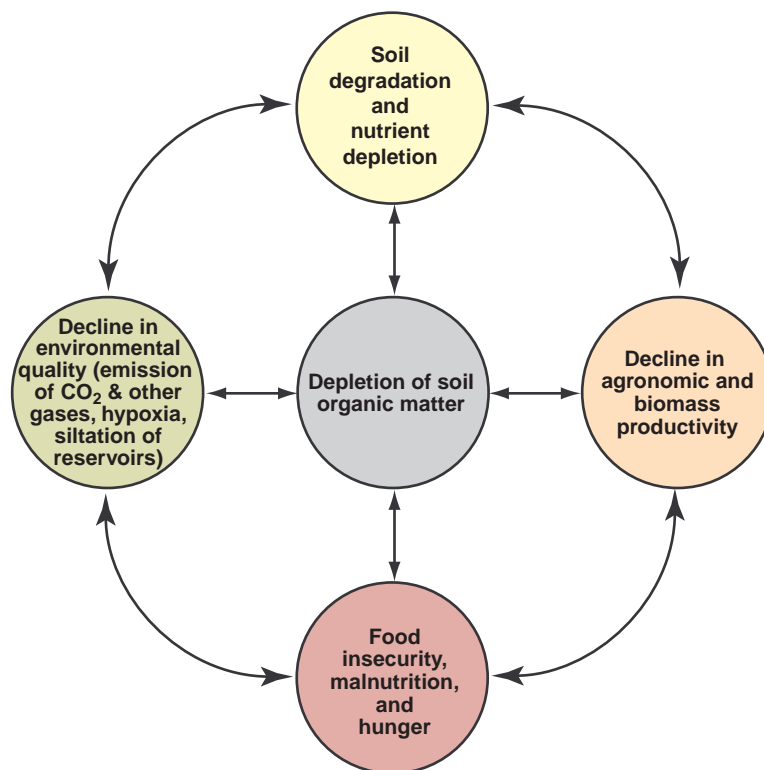 Soil
degradation
and
nutrient
depletion
Decline in
environmental
quality (emission
of CO₂ & other
gases, hypoxia,
siltation of
reservoirs)
Depletion of soil
organic matter
Decline in
agronomic and
biomass
productivity
Food
insecurity,
malnutrition,
and
hunger